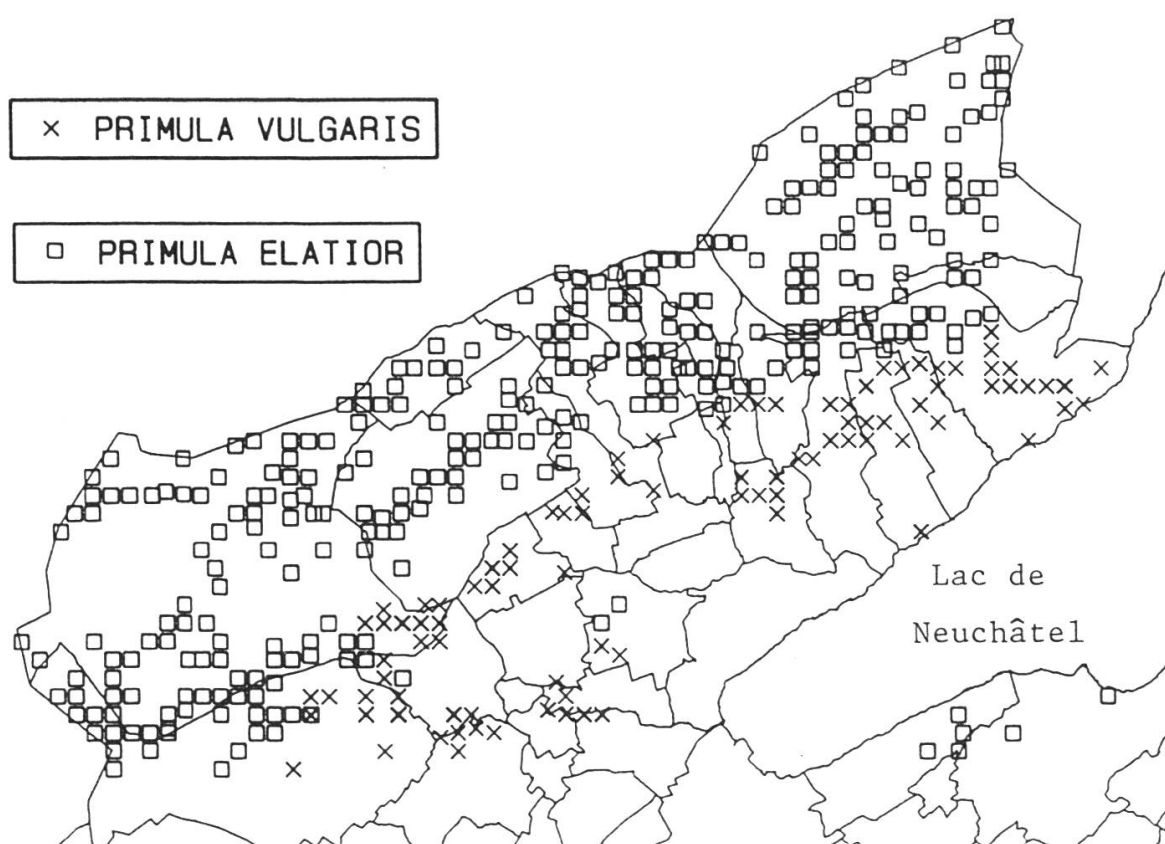 × PRIMULA VULGARIS
□ PRIMULA ELATIOR
Lac de
Neuchâtel